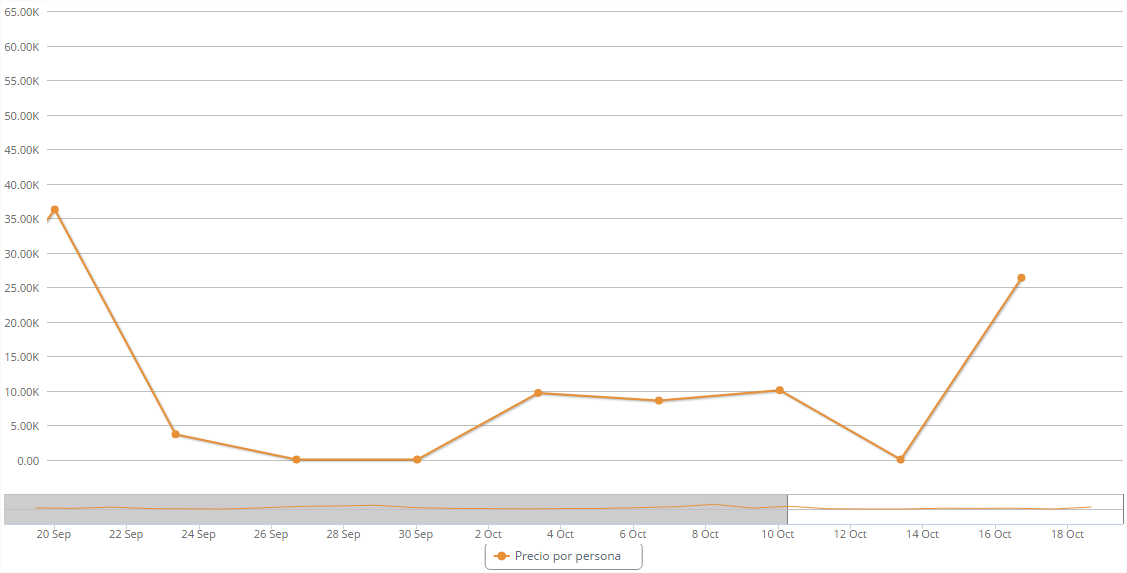 65.00K
60.00K
55.00K
50.00K
45.00K
40.00K
35.00K
30.00K
25.00K
20.00K
15.00K
10.00K
5.00K
0.00
20 Sep 22 Sep 24 Sep 26 Sep 28 Sep 30 Sep 2 Oct 4 Oct 6 Oct 8 Oct 10 Oct 12 Oct 14 Oct 16 Oct 18 Oct
Precio por persona